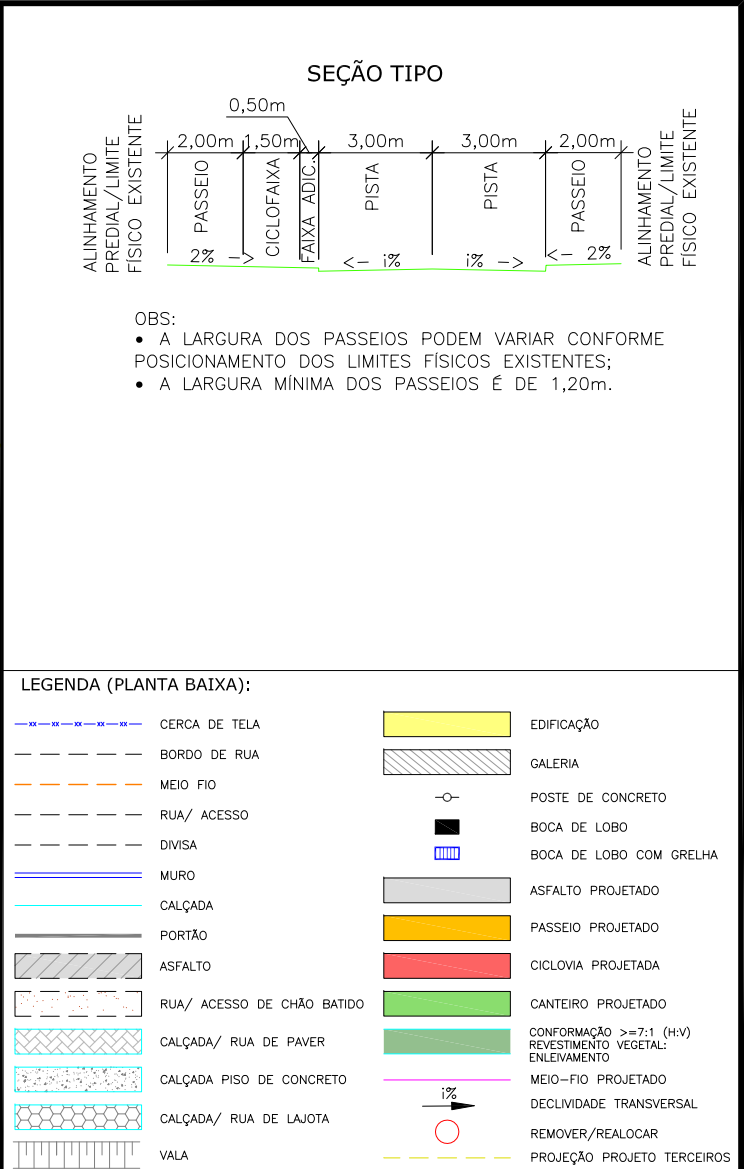 SEÇÃO TIPO
0,50m
2,00m 1,50m 3,00m 3,00m 2,00m
ALINHAMENTO
PREDIAL/LIMITE
FÍSICO EXISTENTE
PASSEIO
CICLOFAIXA
FAIXA ADIC.
PISTA
PISTA
PASSEIO
ALINHAMENTO
PREDIAL/LIMITE
FÍSICO EXISTENTE
2% -> <- i% i% -> <- 2%
OBS:
• A LARGURA DOS PASSEIOS PODEM VARIAR CONFORME
POSICIONAMENTO DOS LIMITES FÍSICOS EXISTENTES;
• A LARGURA MÍNIMA DOS PASSEIOS É DE 1,20m.
LEGENDA (PLANTA BAIXA):
xx xx xx xx xx CERCA DE TELA
BORDO DE RUA
MEIO FIO
RUA/ ACESSO
DIVISA
MURO
CALÇADA
PORTÃO
ASFALTO
RUA/ ACESSO DE CHÃO BATIDO
CALÇADA/ RUA DE PAVER
CALÇADA PISO DE CONCRETO
CALÇADA/ RUA DE LAJOTA
VALA
EDIFICAÇÃO
GALERIA
POSTE DE CONCRETO
BOCA DE LOBO
BOCA DE LOBO COM GRELHA
ASFALTO PROJETADO
PASSEIO PROJETADO
CICLOVIA PROJETADA
CANTEIRO PROJETADO
CONFORMAÇÃO >=7:1 (H:V)
REVESTIMENTO VEGETAL:
ENLEIVAMENTO
MEIO-FIO PROJETADO
i% DECLIVIDADE TRANSVERSAL
REMOVER/REALOCAR
PROJEÇÃO PROJETO TERCEIROS